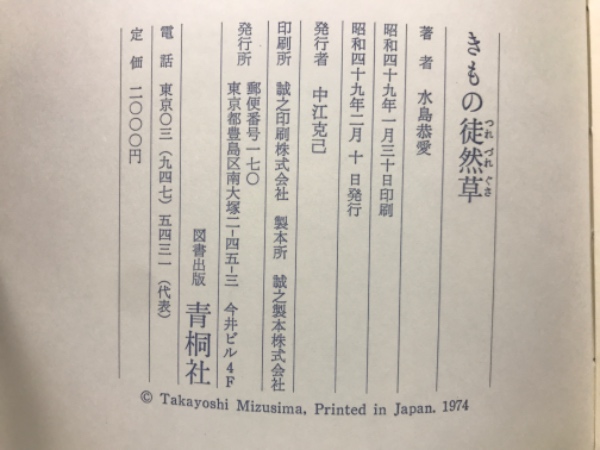 きもの徒然草
つれづれぐさ
著者 水島恭愛
昭和四十九年一月三十日印刷
昭和四十九年二月十日発行
発行者 中江克己
印刷所 誠之印刷株式会社 製本所 誠之製本株式会社
発行所 郵便番号一七〇
東京都豊島区南大塚二-四五-三 今井ビル4F
図書出版 青桐社
電話 東京〇三(九四七)五四三一(代表)
定価 二〇〇〇円
© Takayoshi Mizusima, Printed in Japan. 1974